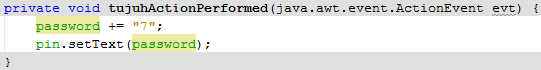 private void tujuhActionPerformed(java.awt.event.ActionEvent evt) {
password += "7";
pin.setText(password);
}